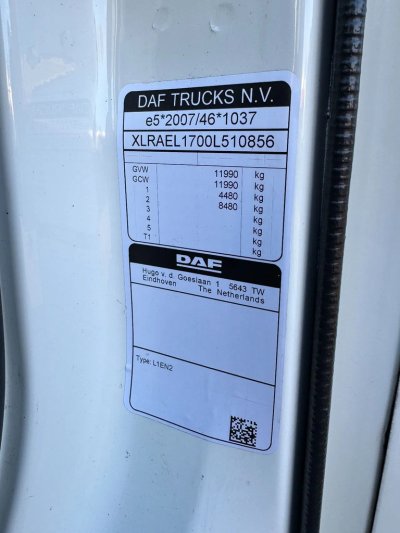 DAF TRUCKS N.V.
e5*2007/46*1037
XLRAEL1700L510856
GVW 11990 kg
GCW 11990 kg
1 4480 kg
2 8480 kg
3 kg
4 kg
5 kg
T1 kg
DAF
Hugo v. d. Goeslaan 1 5643 TW
Eindhoven The Netherlands
Type: L1EN2